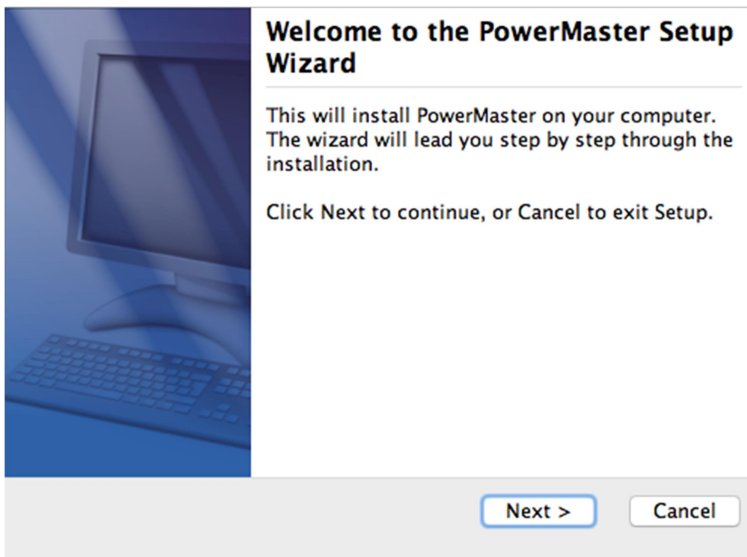 Welcome to the PowerMaster Setup
Wizard
This will install PowerMaster on your computer.
The wizard will lead you step by step through the
installation.
Click Next to continue, or Cancel to exit Setup.
Next >
Cancel